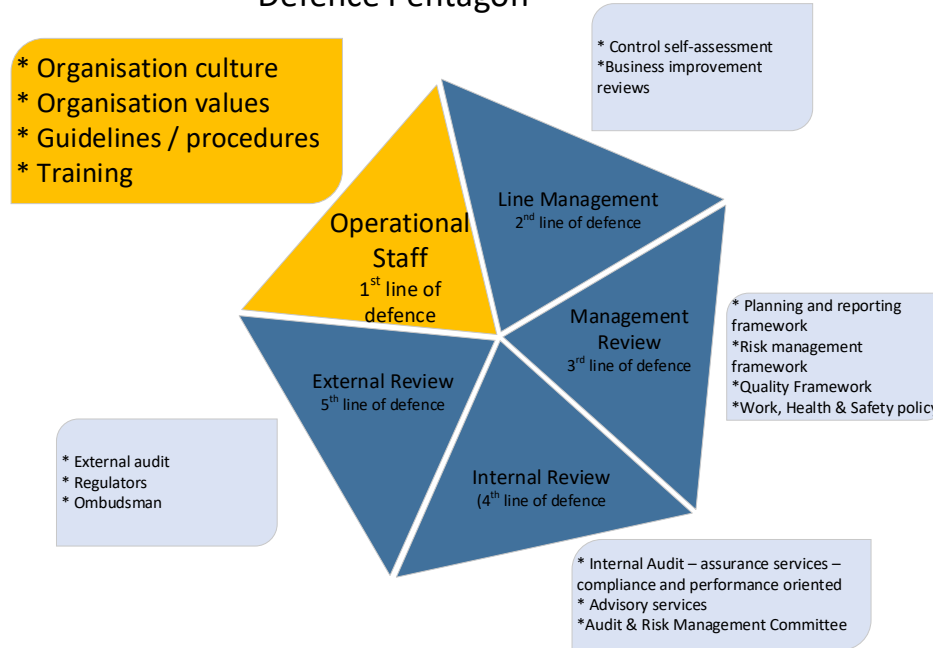 Defence Pentagon
* Organisation culture
* Organisation values
* Guidelines / procedures
* Training
* Control self-assessment
*Business improvement
reviews
Line Management
2nd line of defence
Operational
Staff
1st line of
defence
Management
Review
3rd line of defence
* Planning and reporting
framework
*Risk management
framework
*Quality Framework
*Work, Health & Safety policy
External Review
5th line of defence
* External audit
* Regulators
* Ombudsman
Internal Review
(4th line of defence
* Internal Audit – assurance services –
compliance and performance oriented
* Advisory services
*Audit & Risk Management Committee